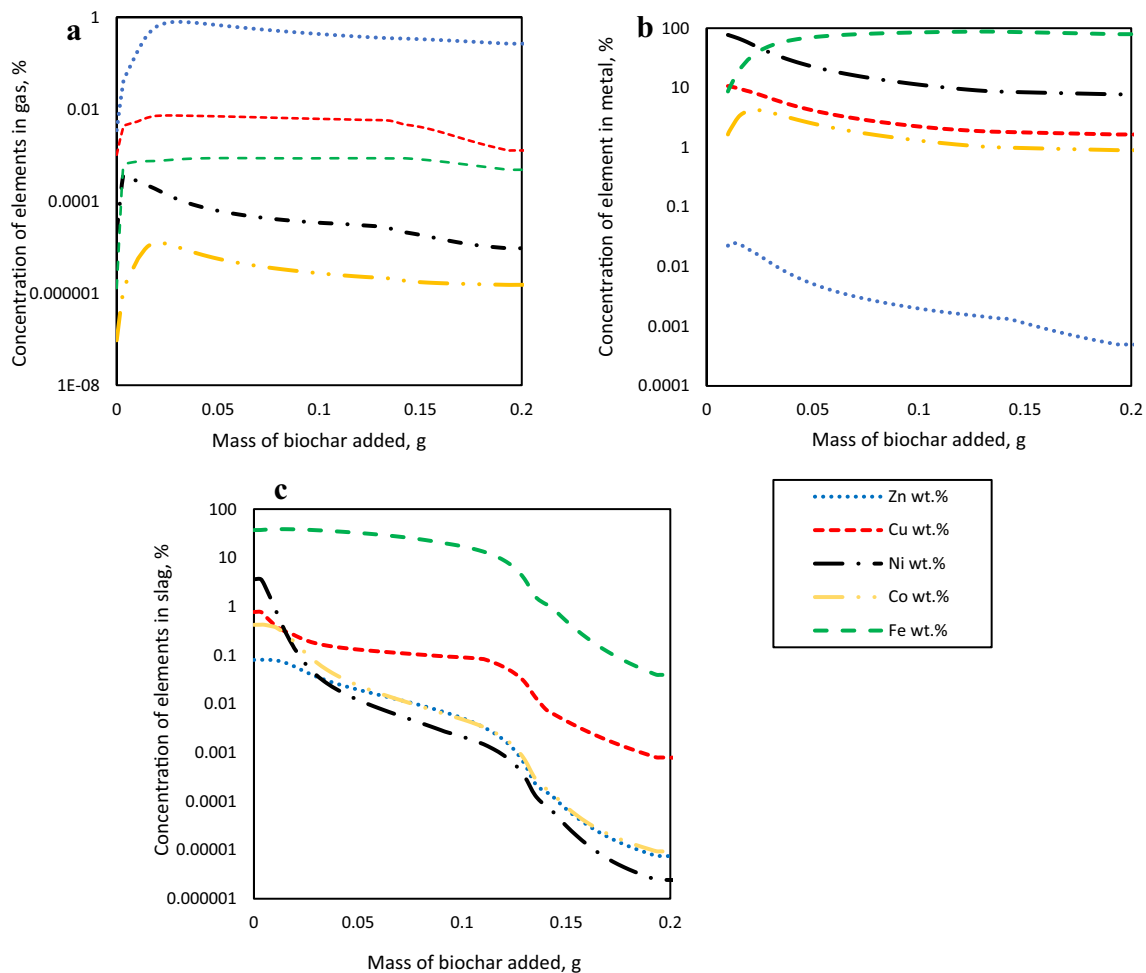 a
Concentration of elements in gas, %
1
0.01
0.0001
0.000001
1E-08
0
0.05
0.1
0.15
0.2
Mass of biochar added, g
b
Concentration of element in metal, %
100
10
1
0.1
0.01
0.001
0.0001
0
0.05
0.1
0.15
0.2
Mass of biochar added, g
c
Concentration of elements in slag, %
100
10
1
0.1
0.01
0.001
0.0001
0.00001
0.000001
0
0.05
0.1
0.15
0.2
Mass of biochar added, g
Zn wt.%
Cu wt.%
Ni wt.%
Co wt.%
Fe wt.%